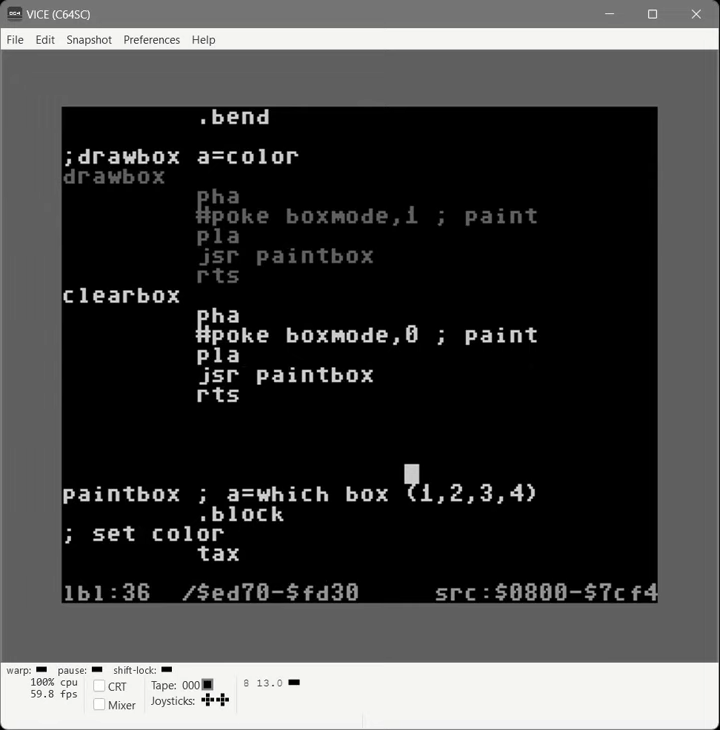 VICE (C64SC)
File Edit Snapshot Preferences Help
.bend
;drawbox a=color
drawbox
pha
#poke boxmode,1 ; paint
pla
jsr paintbox
rts
clearbox
pha
#poke boxmode,0 ; paint
pla
jsr paintbox
rts
paintbox ; a=which box (1,2,3,4)
.block
; set color
tax
lbl:36 /$ed70-$fd30 src:$0800-$7cf4
warp: pause: shift-lock:
100% cpu
59.8 fps
CRT
Mixer
Tape: 000
Joysticks:
8 13.0